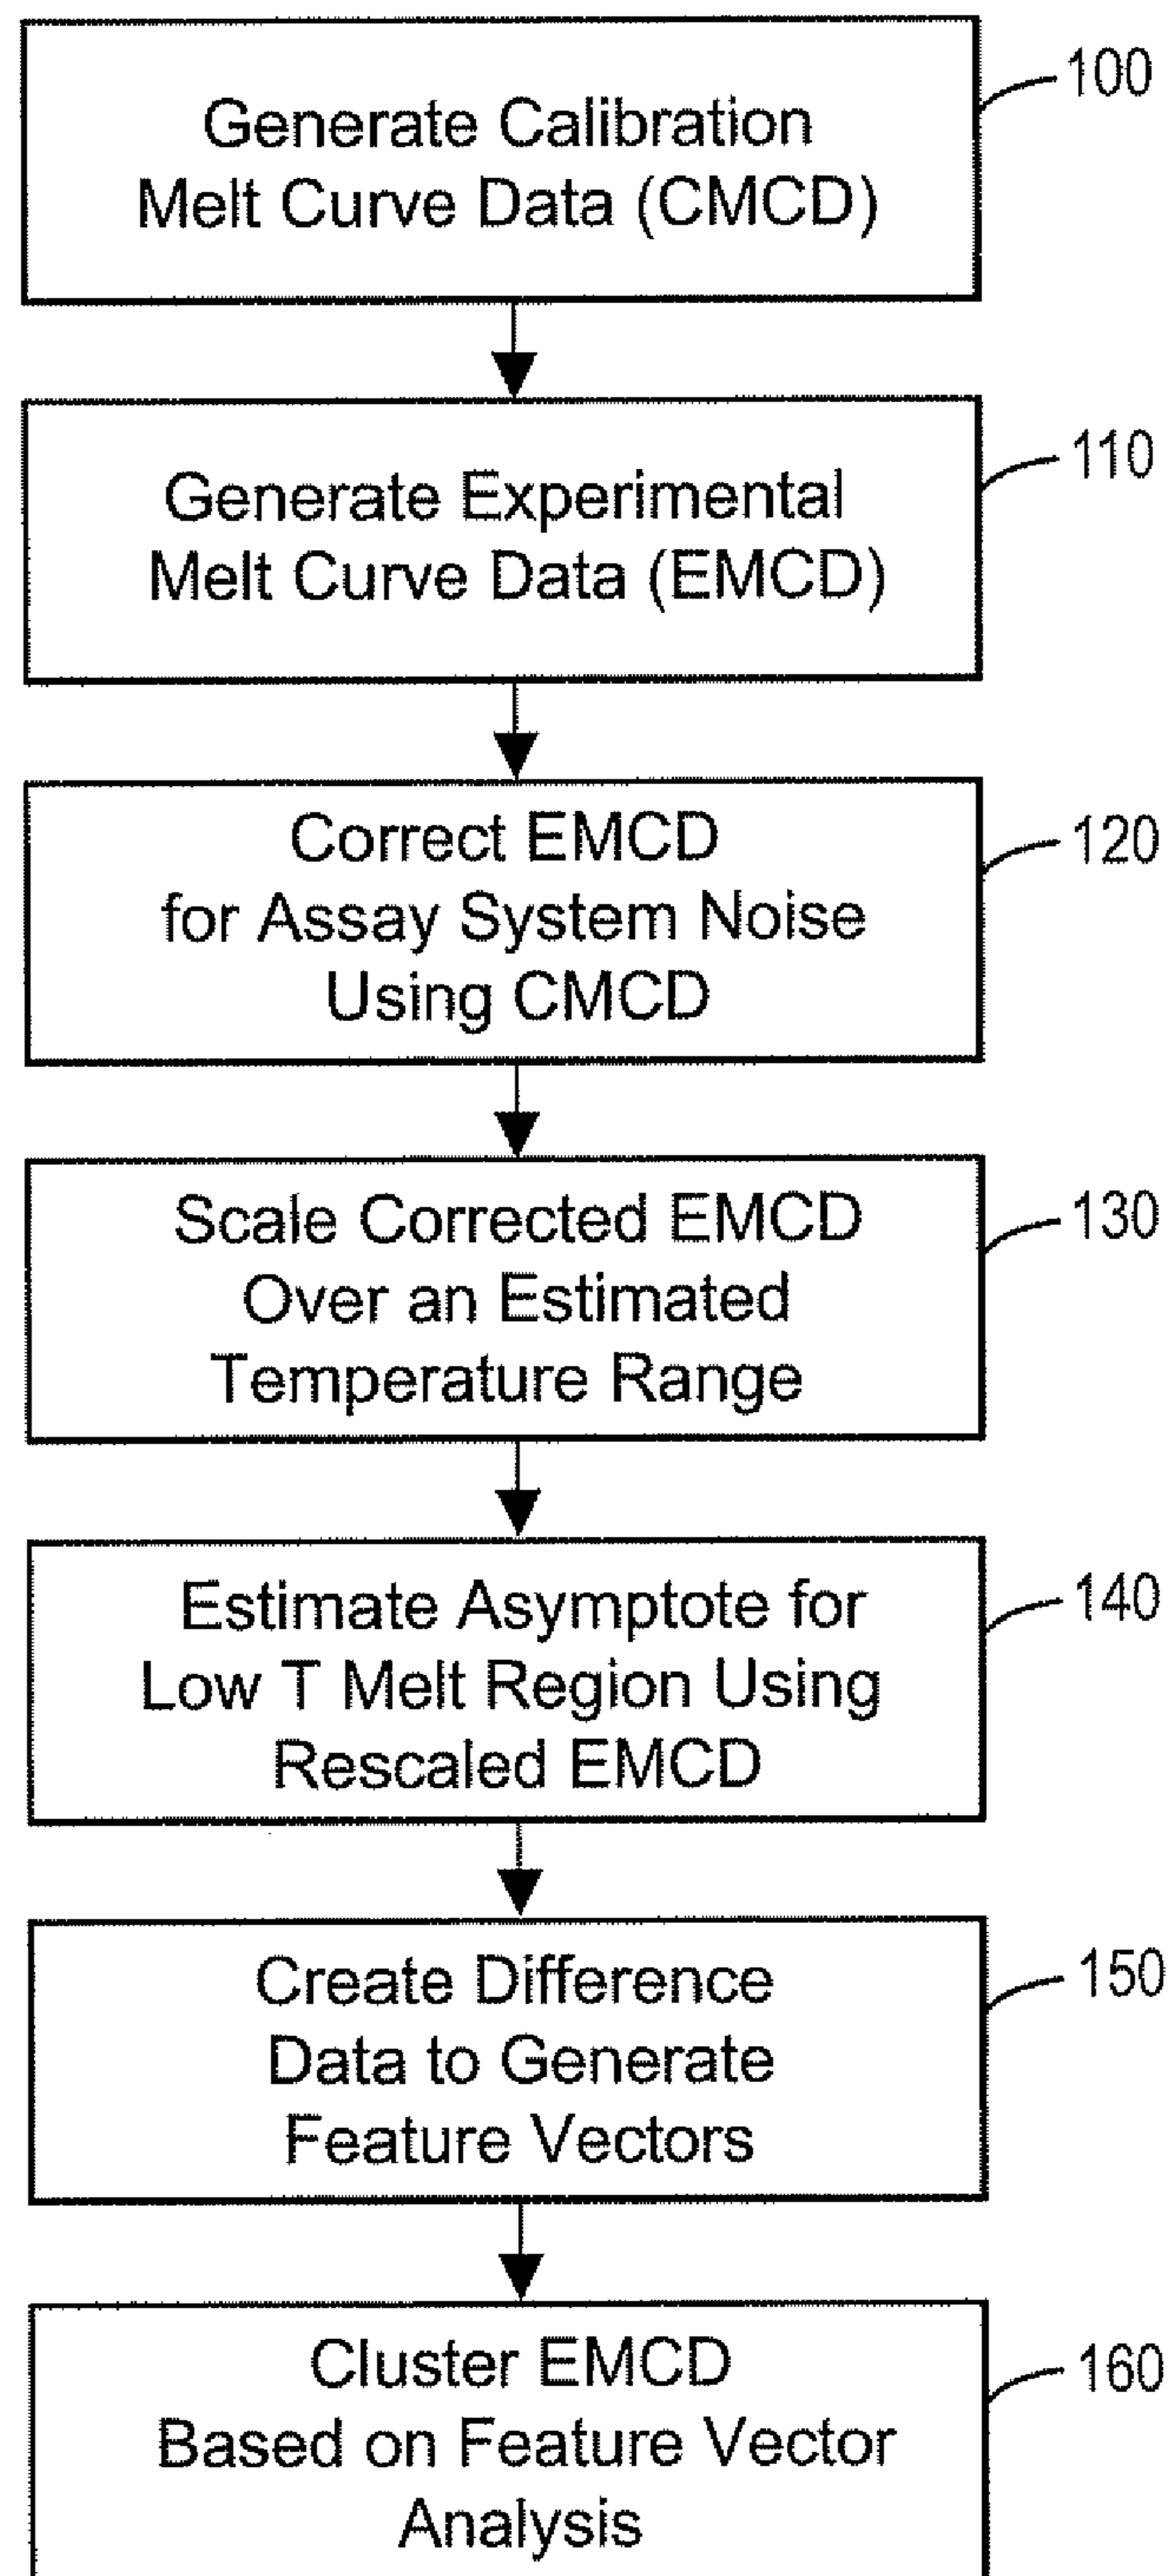 Generate Calibration
Melt Curve Data (CMCD)
100
Generate Experimental
Melt Curve Data (EMCD)
110
Correct EMCD
for Assay System Noise
Using CMCD
120
Scale Corrected EMCD
Over an Estimated
Temperature Range
130
Estimate Asymptote for
Low T Melt Region Using
Rescaled EMCD
140
Create Difference
Data to Generate
Feature Vectors
150
Cluster EMCD
Based on Feature Vector
Analysis
160